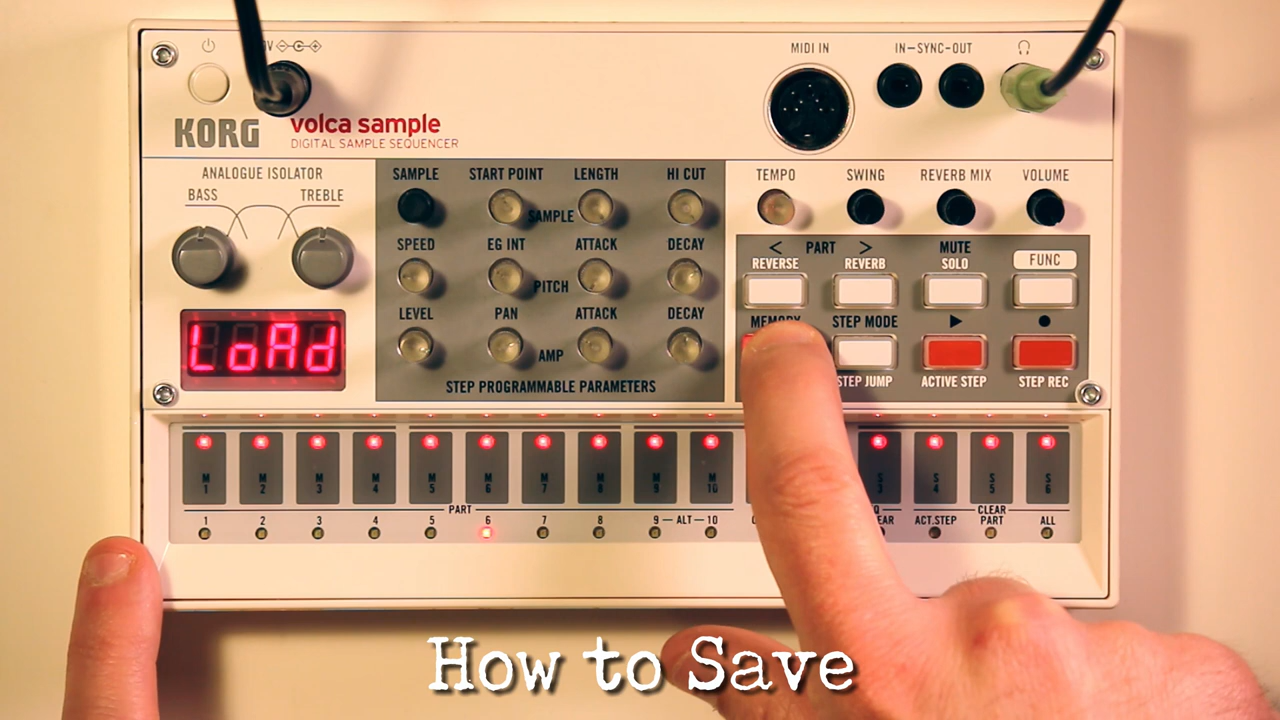 V
MIDI IN
IN-SYNC-OUT
KORG
volca sample
DIGITAL SAMPLE SEQUENCER
ANALOGUE ISOLATOR
BASS
TREBLE
SAMPLE
START POINT
LENGTH
HI CUT
SAMPLE
SPEED
EG INT
ATTACK
DECAY
PITCH
LEVEL
PAN
ATTACK
DECAY
AMP
STEP PROGRAMMABLE PARAMETERS
TEMPO
SWING
REVERB MIX
VOLUME
< PART >
MUTE
REVERSE
REVERB
SOLO
FUNC
MEMORY
STEP MODE
STEP JUMP
ACTIVE STEP
STEP REC
LoAd
M 1
M 2
M 3
M 4
M 5
M 6
M 7
M 8
M 9
M 10
S 4
S 5
S 6
PART
CLEAR
1 2 3 4 5 6 7 8 9 - ALT - 10
ACT.STEP
PART
ALL
How to Save